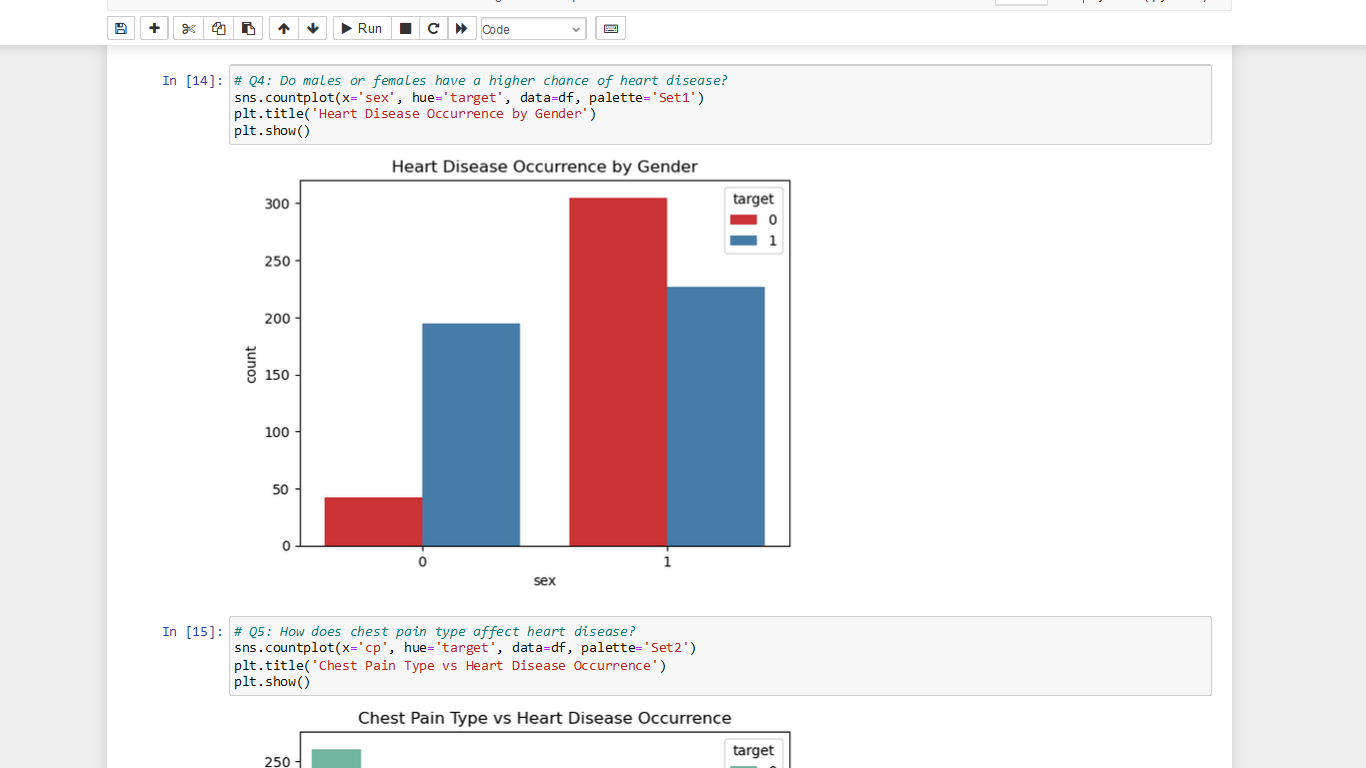 Run
Code
In [14]:
# Q4: Do males or females have a higher chance of heart disease?
sns.countplot(x='sex', hue='target', data=df, palette='Set1')
plt.title('Heart Disease Occurrence by Gender')
plt.show()
Heart Disease Occurrence by Gender
target
0
1
300
250
200
150
100
50
0
count
0
1
sex
In [15]:
# Q5: How does chest pain type affect heart disease?
sns.countplot(x='cp', hue='target', data=df, palette='Set2')
plt.title('Chest Pain Type vs Heart Disease Occurrence')
plt.show()
Chest Pain Type vs Heart Disease Occurrence
250
target